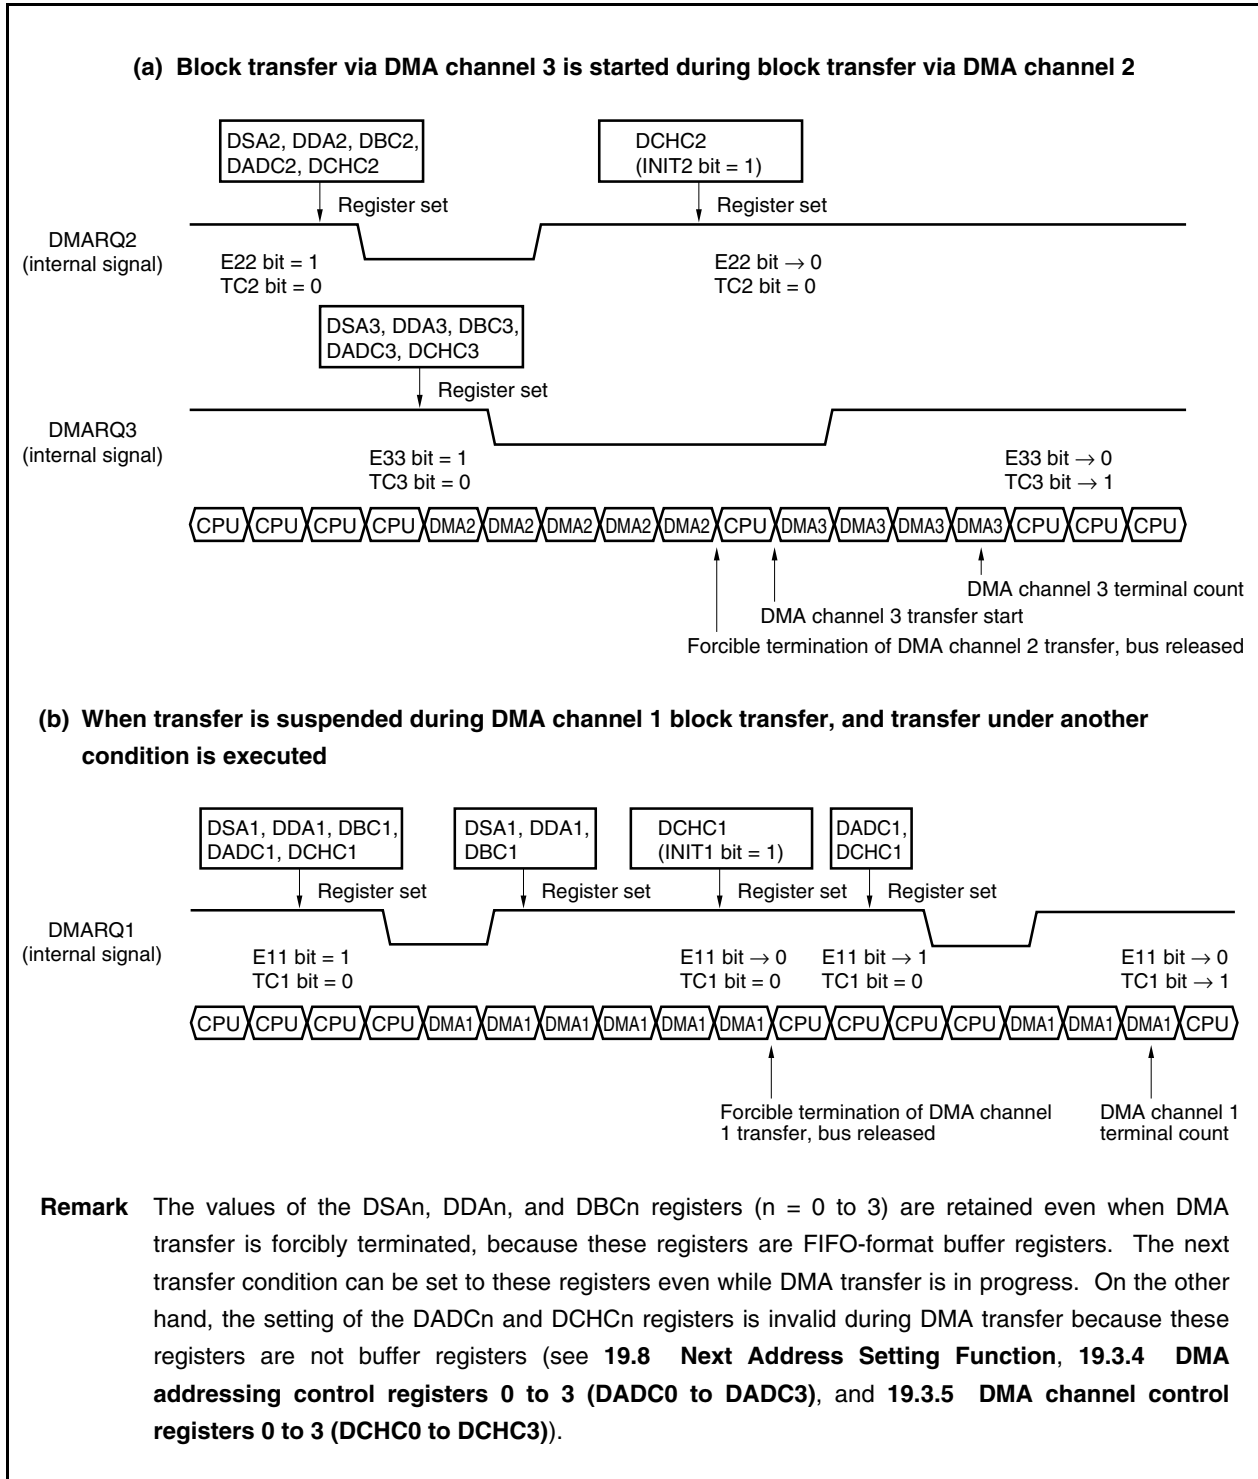 (a) Block transfer via DMA channel 3 is started during block transfer via DMA channel 2
DSA2, DDA2, DBC2,
DADC2, DCHC2
DCHC2
(INIT2 bit = 1)
Register set
Register set
DMARQ2
(internal signal)
E22 bit = 1
TC2 bit = 0
E22 bit → 0
TC2 bit = 0
DSA3, DDA3, DBC3,
DADC3, DCHC3
Register set
DMARQ3
(internal signal)
E33 bit = 1
TC3 bit = 0
E33 bit → 0
TC3 bit → 1
CPU CPU CPU CPU DMA2 DMA2 DMA2 DMA2 DMA2 CPU DMA3 DMA3 DMA3 DMA3 CPU CPU CPU
DMA channel 3 terminal count
DMA channel 3 transfer start
Forcible termination of DMA channel 2 transfer, bus released
(b) When transfer is suspended during DMA channel 1 block transfer, and transfer under another
condition is executed
DSA1, DDA1, DBC1,
DADC1, DCHC1
DSA1, DDA1,
DBC1
DCHC1
(INIT1 bit = 1)
DADC1,
DCHC1
Register set
Register set
Register set
Register set
DMARQ1
(internal signal)
E11 bit = 1
TC1 bit = 0
E11 bit → 0
TC1 bit = 0
E11 bit → 1
TC1 bit = 0
E11 bit → 0
TC1 bit → 1
CPU CPU CPU CPU DMA1 DMA1 DMA1 DMA1 DMA1 DMA1 CPU CPU CPU CPU DMA1 DMA1 DMA1 CPU
Forcible termination of DMA channel
1 transfer, bus released
DMA channel 1
terminal count
Remark The values of the DSAn, DDAn, and DBCn registers (n = 0 to 3) are retained even when DMA
transfer is forcibly terminated, because these registers are FIFO-format buffer registers. The next
transfer condition can be set to these registers even while DMA transfer is in progress. On the other
hand, the setting of the DADCn and DCHCn registers is invalid during DMA transfer because these
registers are not buffer registers (see 19.8 Next Address Setting Function, 19.3.4 DMA
addressing control registers 0 to 3 (DADC0 to DADC3), and 19.3.5 DMA channel control
registers 0 to 3 (DCHC0 to DCHC3)).